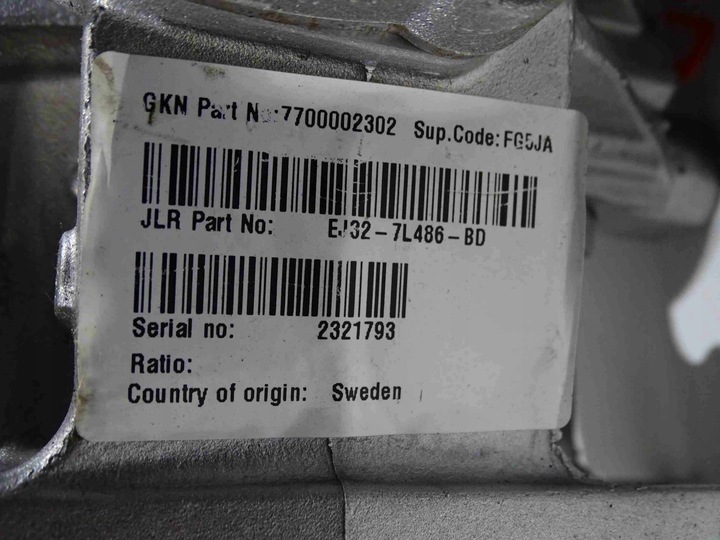 GKN Part No:7700002302 Sup.Code:FG5JA
JLR Part No: EJ32-7L486-BD
Serial no: 2321793
Ratio:
Country of origin: Sweden